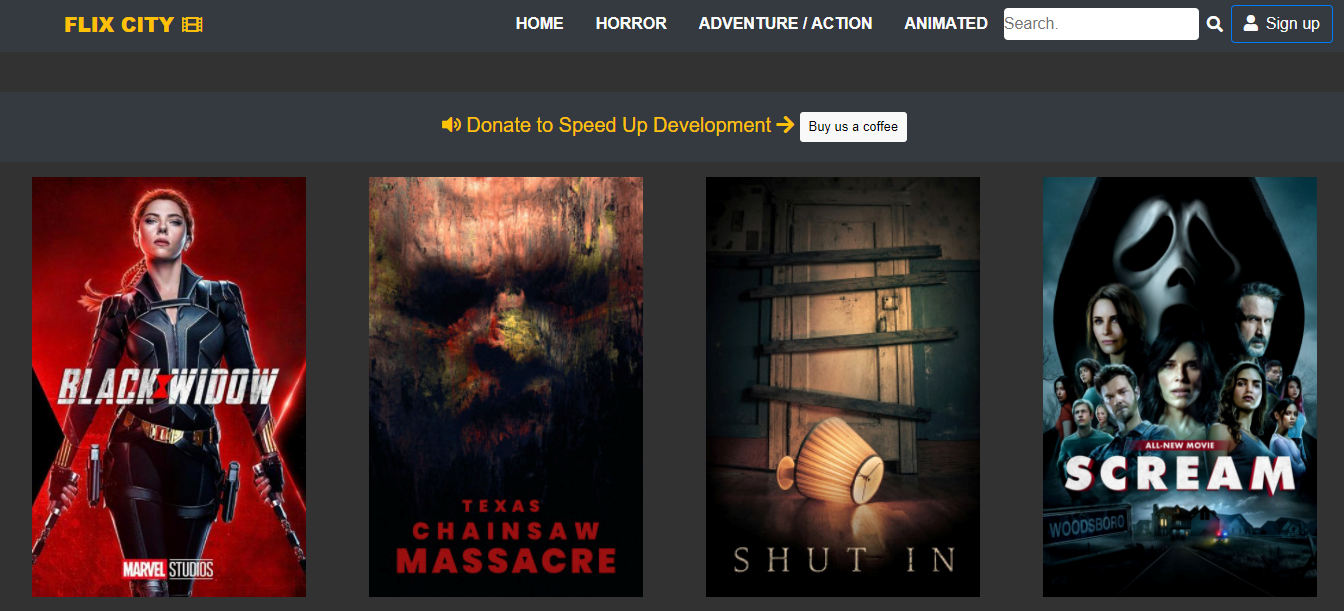 FLIX CITY
HOME HORROR ADVENTURE / ACTION ANIMATED Search. Sign up
Donate to Speed Up Development Buy us a coffee
BLACK WIDOW
MARVEL STUDIOS
TEXAS
CHAINSAW
MASSACRE
SHUT IN
ALL-NEW MOVIE
SCREAM
WOODSBORO